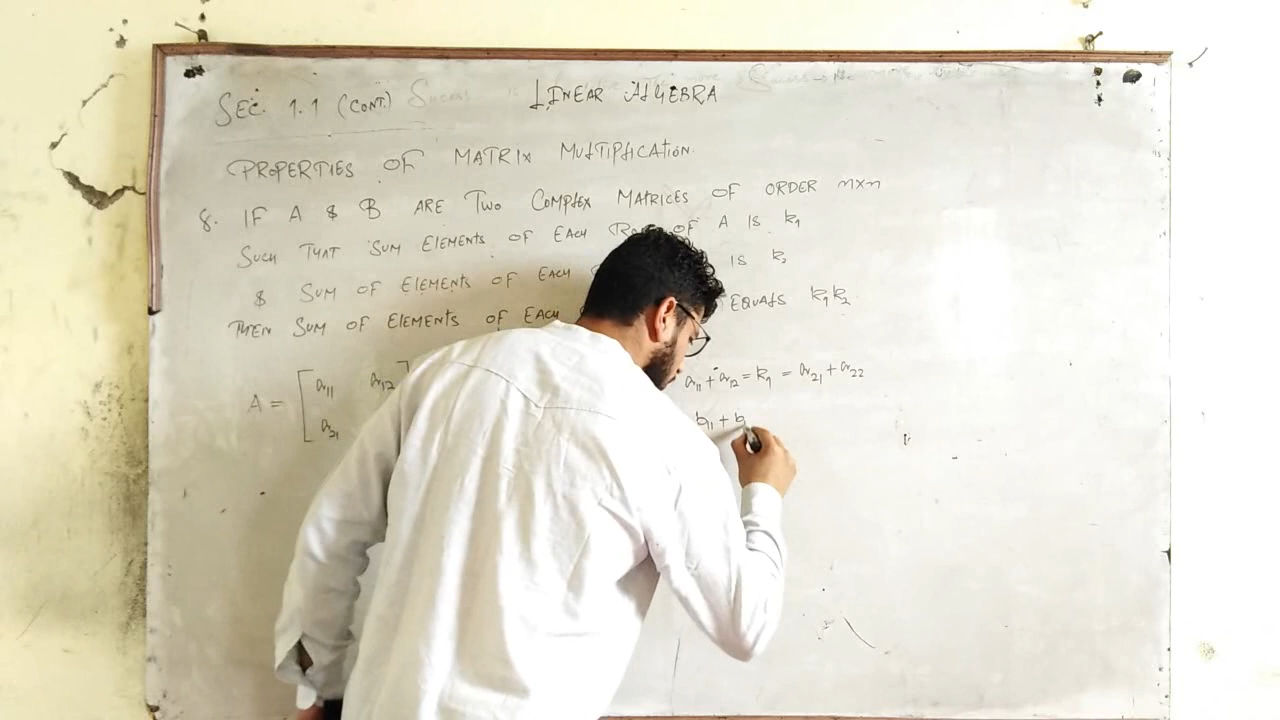 SEC. 1.1 (CONT.) LINEAR ALGEBRA
PROPERTIES OF MATRIX MULTIPLICATION.
8. IF A & B ARE TWO COMPLEX MATRICES OF ORDER n×n
SUCH THAT SUM ELEMENTS OF EACH ROW OF A IS k₁
& SUM OF ELEMENTS OF EACH IS k₂
THEN SUM OF ELEMENTS OF EACH EQUALS k₁k₂
A = [ a₁₁ a₁₂ a₁₁ + a₁₂ = k₁ = a₂₁ + a₂₂
a₂₁ b₁₁ + b